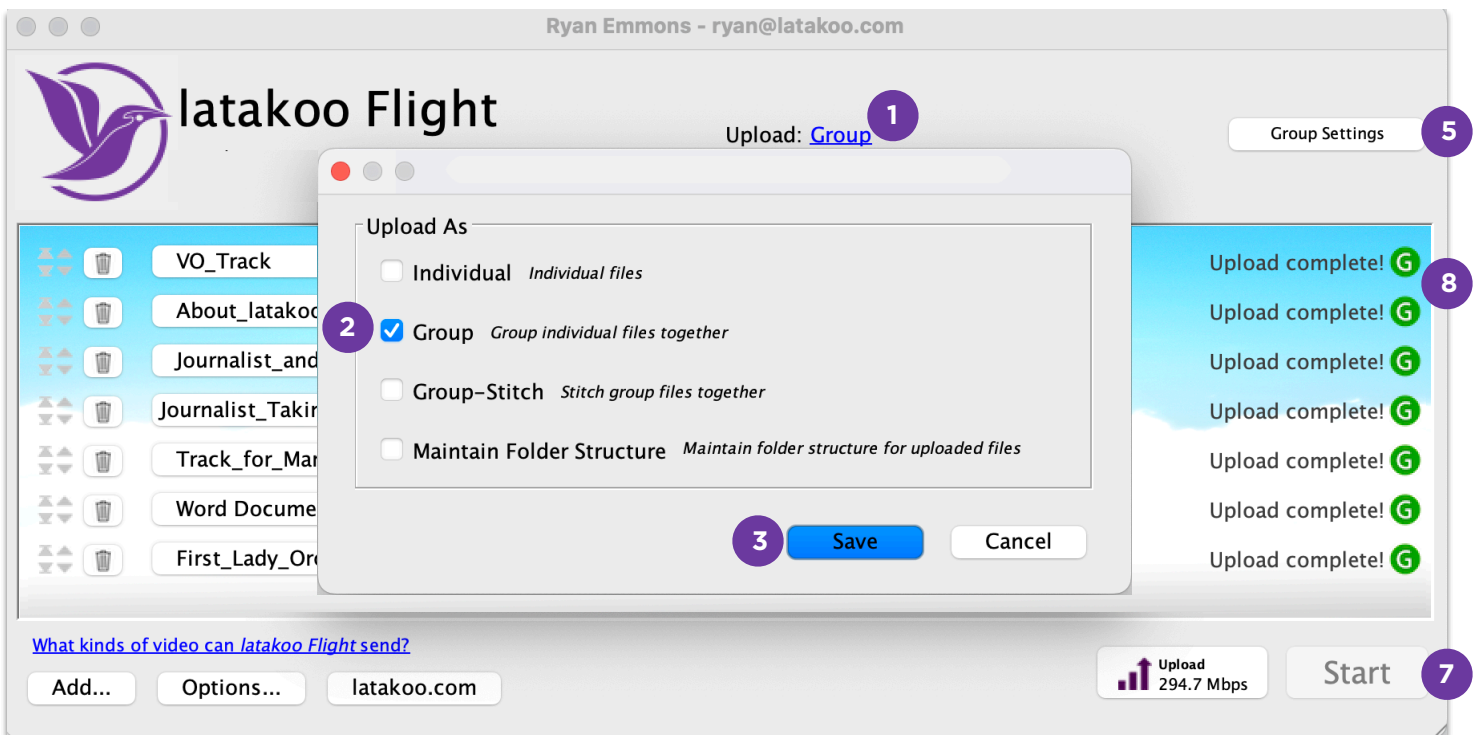 Ryan Emmons - ryan@latakoo.com
latakoo Flight
Upload: Group
1
Group Settings
5
Upload As
Individual Individual files
2
Group Group individual files together
Group-Stitch Stitch group files together
Maintain Folder Structure Maintain folder structure for uploaded files
3
Save
Cancel
VO_Track
Upload complete! G
8
About_latakoo
Upload complete! G
Journalist_and
Upload complete! G
Journalist_Takin
Upload complete! G
Track_for_Mar
Upload complete! G
Word Docume
Upload complete! G
First_Lady_Ore
Upload complete! G
What kinds of video can latakoo Flight send?
Add...
Options...
latakoo.com
Upload
294.7 Mbps
Start
7